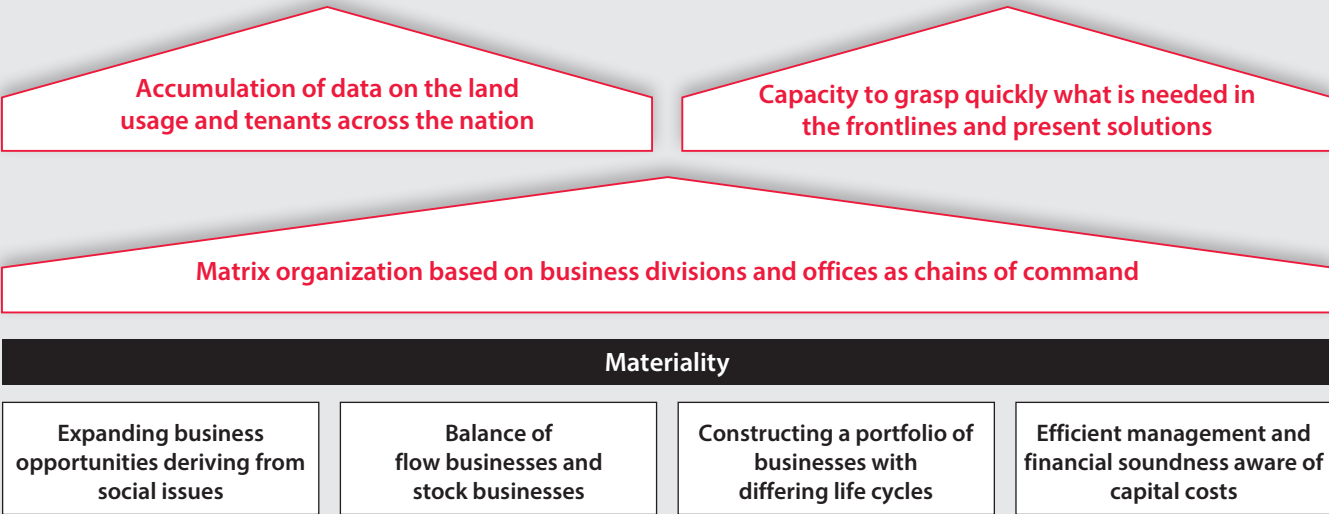 Accumulation of data on the land
usage and tenants across the nation
Capacity to grasp quickly what is needed in
the frontlines and present solutions
Matrix organization based on business divisions and offices as chains of command
Materiality
Expanding business
opportunities deriving from
social issues
Balance of
flow businesses and
stock businesses
Constructing a portfolio of
businesses with
differing life cycles
Efficient management and
financial soundness aware of
capital costs